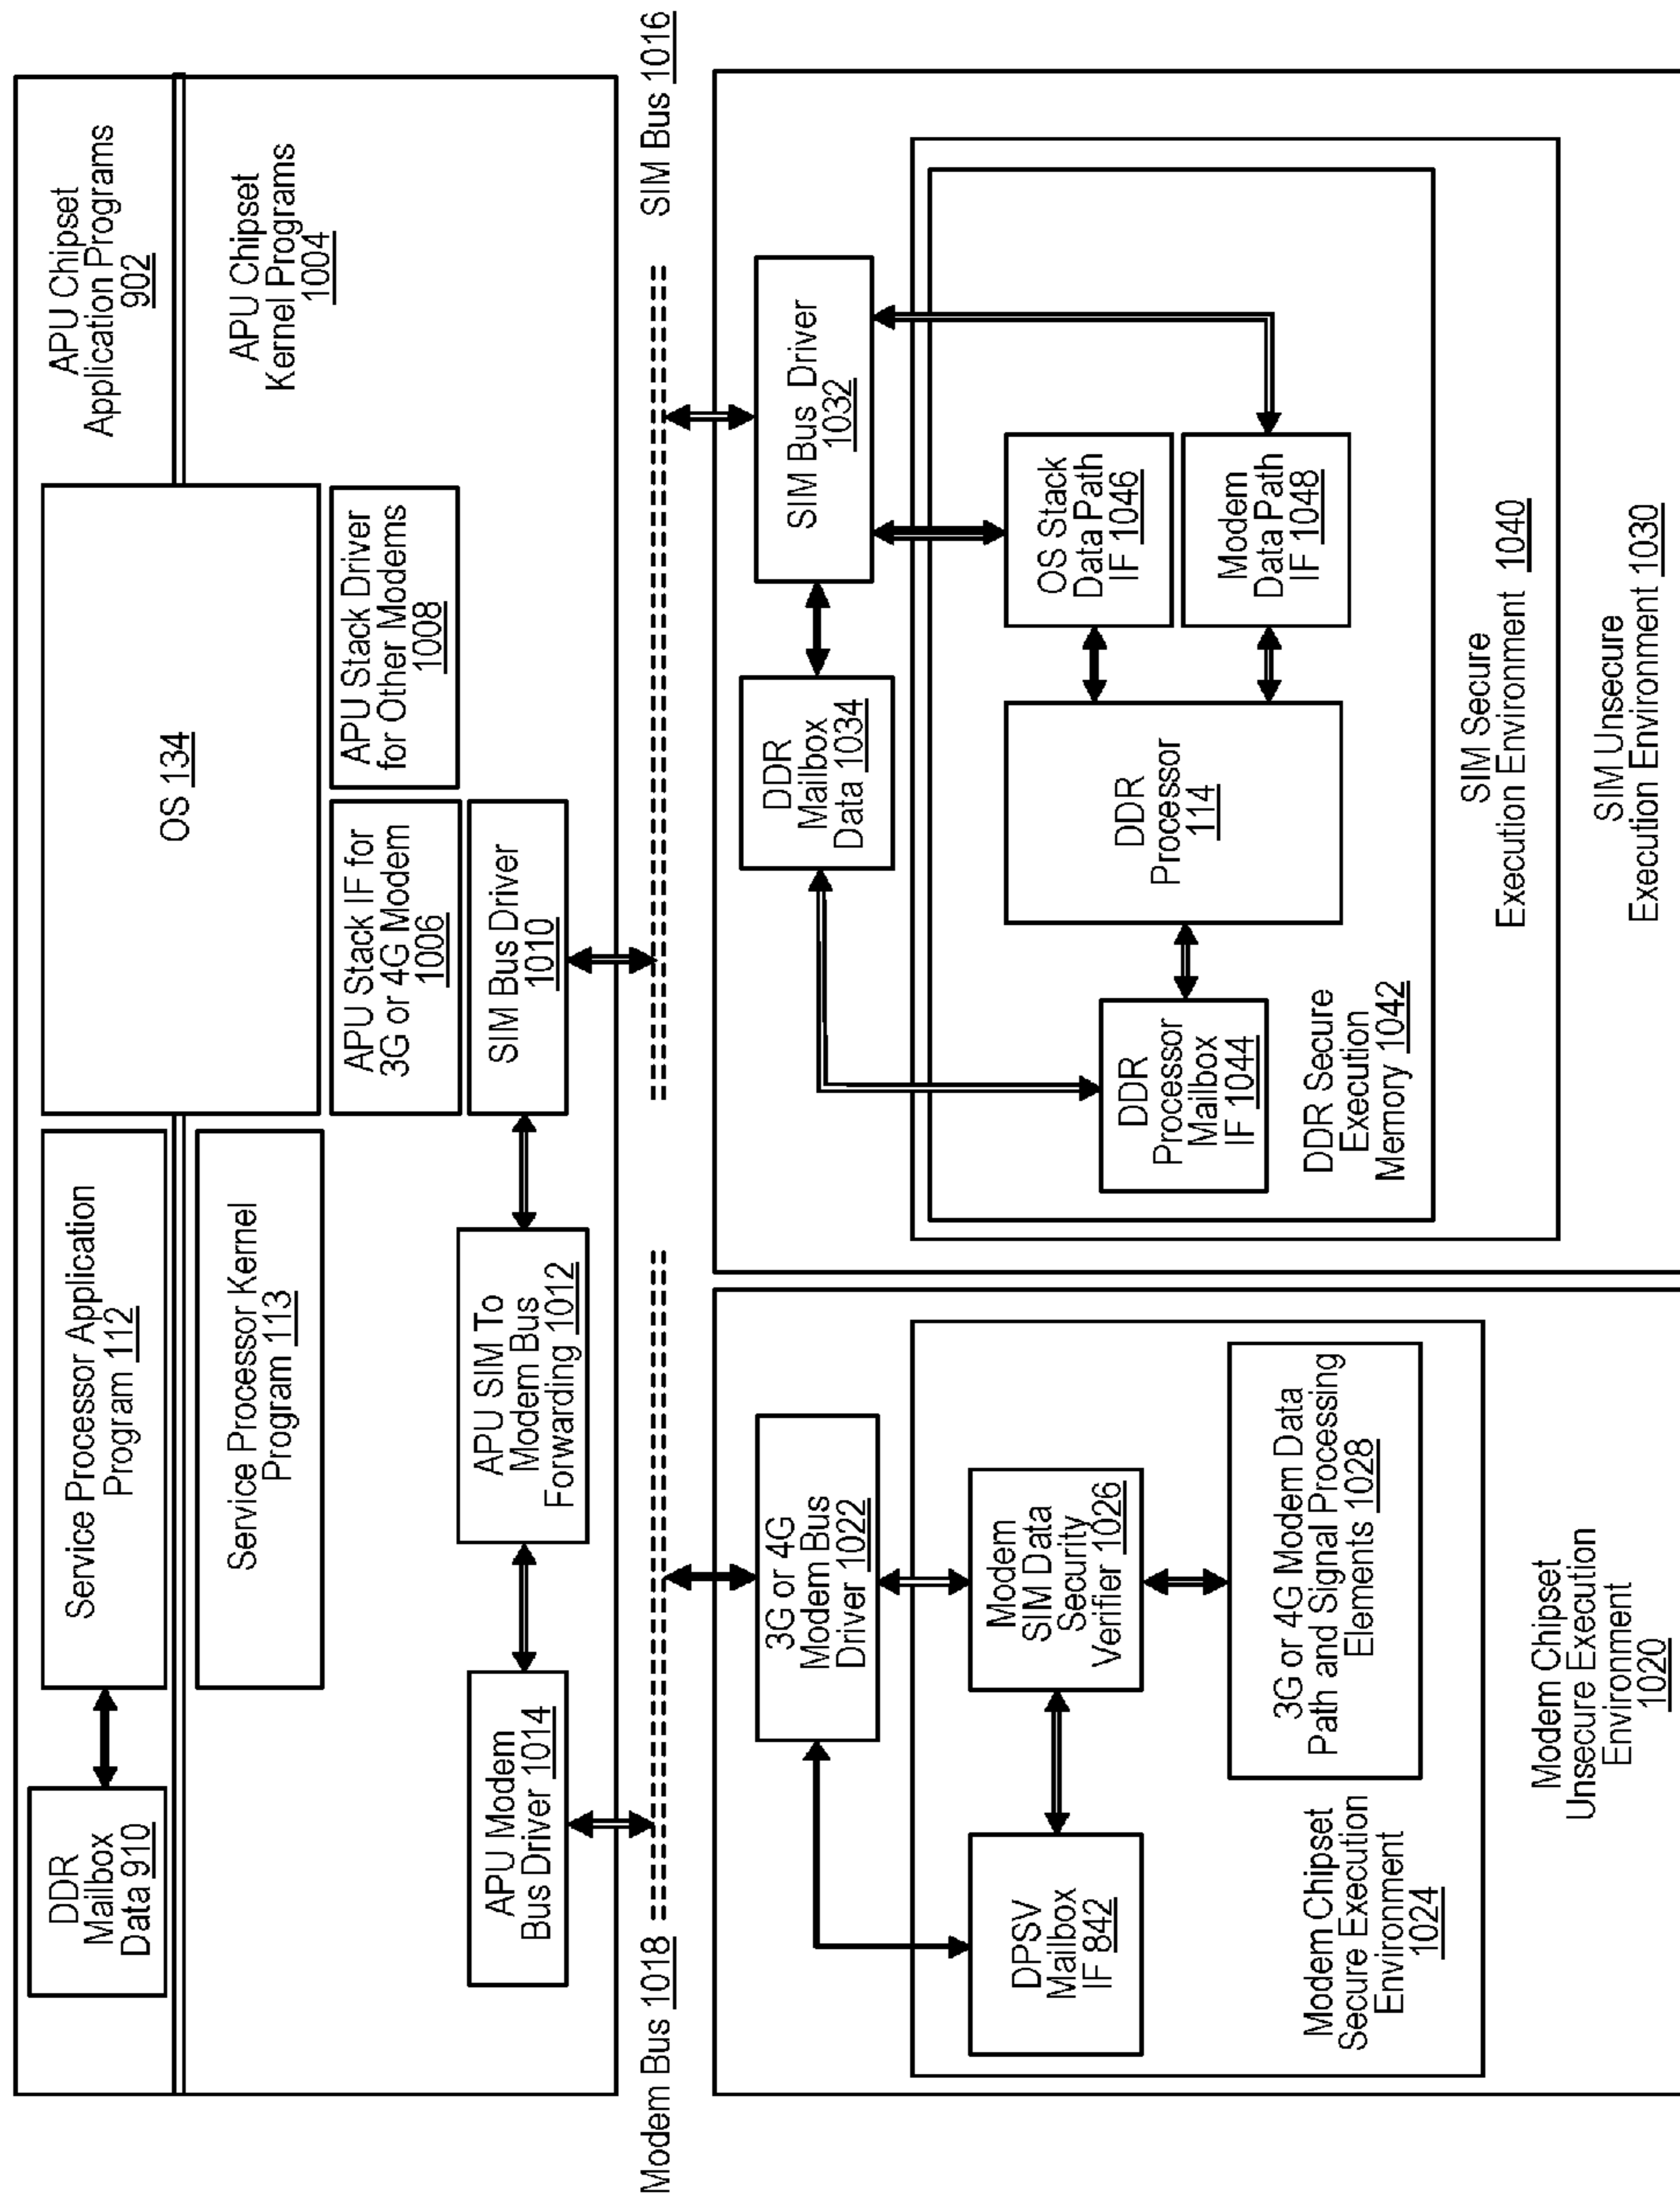 DDR
Mailbox
Data 910
Service Processor Application
Program 112
OS 134
APU Chipset
Application Programs
902
Service Processor Kernel
Program 113
APU Chipset
Kernel Programs
1004
APU Stack IF for
3G or 4G Modem
1006
APU Stack Driver
for Other Modems
1008
APU Modem
Bus Driver 1014
APU SIM To
Modem Bus
Forwarding 1012
SIM Bus Driver
1010
Modem Bus 1018
SIM Bus 1016
3G or 4G
Modem Bus
Driver 1022
DPSV
Mailbox
IF 842
Modem
SIM Data
Security
Verifier 1026
3G or 4G Modem Data
Path and Signal Processing
Elements 1028
Modem Chipset
Secure Execution
Environment
1024
Modem Chipset
Unsecure Execution
Environment
1020
DDR
Mailbox
Data 1034
SIM Bus Driver
1032
DDR
Processor
Mailbox
IF 1044
DDR
Processor
114
OS Stack
Data Path
IF 1046
Modem
Data Path
IF 1048
DDR Secure
Execution
Memory 1042
SIM Secure
Execution Environment 1040
SIM Unsecure
Execution Environment 1030